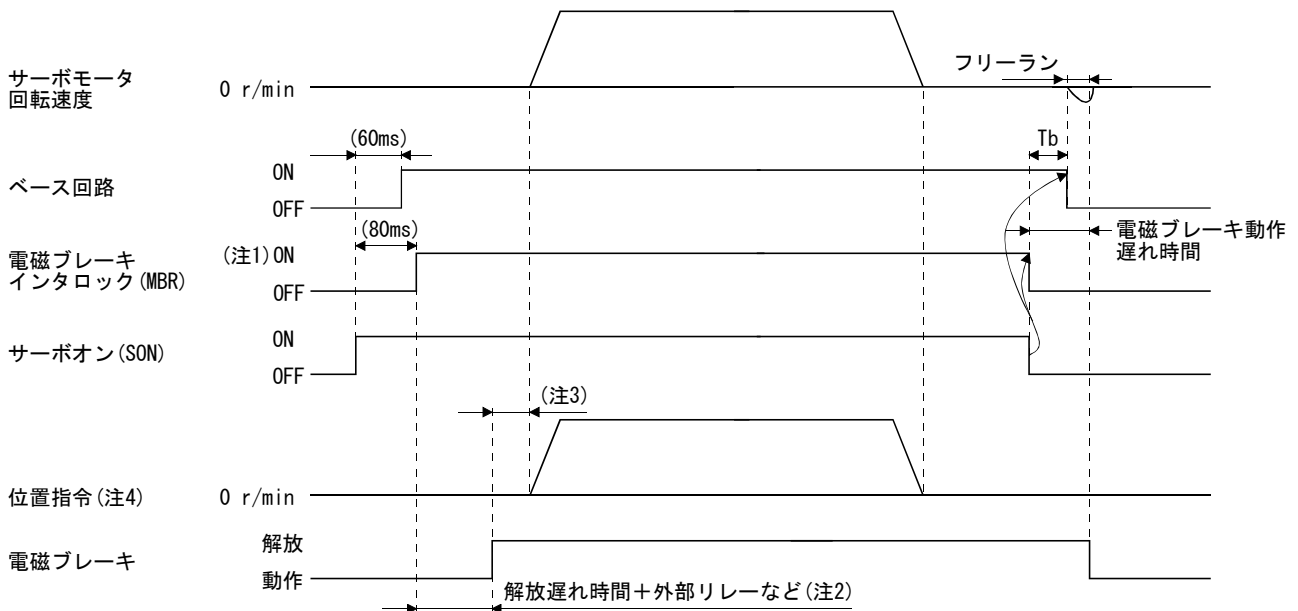 フリーラン
サーボモータ
回転速度
0 r/min
(60ms)
Tb
ベース回路
ON
OFF
(80ms)
電磁ブレーキ動作
遅れ時間
電磁ブレーキ
インタロック(MBR)
(注1)ON
OFF
サーボオン(SON)
ON
OFF
(注3)
位置指令(注4)
0 r/min
電磁ブレーキ
解放
動作
解放遅れ時間+外部リレーなど(注2)